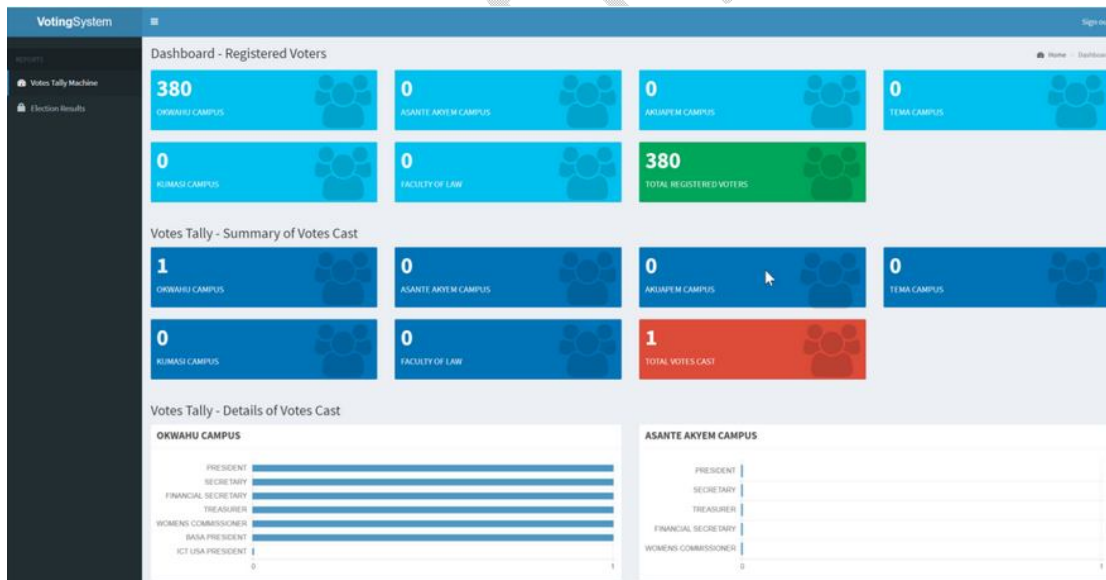 VotingSystem
Sign ou
REPORTS
Votes Tally Machine
Election Results
Dashboard - Registered Voters
Home
Dashboar
380
OKWAHU CAMPUS
0
ASANTE AKYEM CAMPUS
0
AKUAPEM CAMPUS
0
TEMA CAMPUS
0
KUMASI CAMPUS
0
FACULTY OF LAW
380
TOTAL REGISTERED VOTERS
Votes Tally - Summary of Votes Cast
1
OKWAHU CAMPUS
0
ASANTE AKYEM CAMPUS
0
AKUAPEM CAMPUS
0
TEMA CAMPUS
0
KUMASI CAMPUS
0
FACULTY OF LAW
1
TOTAL VOTES CAST
Votes Tally - Details of Votes Cast
OKWAHU CAMPUS
PRESIDENT
SECRETARY
FINANCIAL SECRETARY
TREASURER
WOMENS COMMISSIONER
BASA PRESIDENT
ICT USA PRESIDENT
0 1
ASANTE AKYEM CAMPUS
PRESIDENT
SECRETARY
TREASURER
FINANCIAL SECRETARY
WOMENS COMMISSIONER
0 1